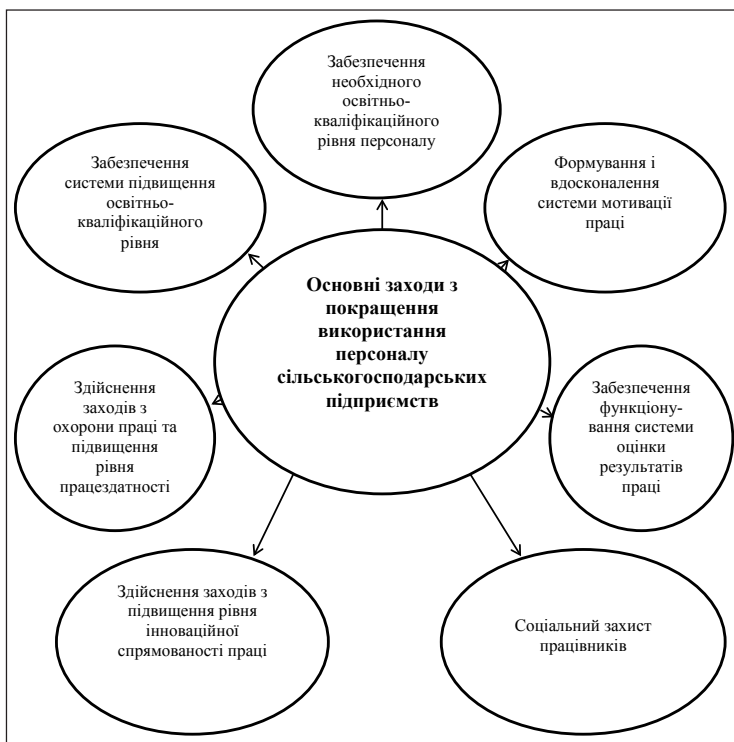 Забезпечення
необхідного
освітньо-
кваліфікаційного
рівня персоналу
Забезпечення
системи підвищення
освітньо-
кваліфікаційного
рівня
Формування і
вдосконалення
системи мотивації
праці
Основні заходи з
покращення
використання
персоналу
сільськогосподарських
підприємств
Здійснення
заходів з
охорони праці та
підвищення
рівня
працездатності
Забезпечення
функціону-
вання системи
оцінки
результатів
праці
Здійснення заходів з
підвищення рівня
інноваційної
спрямованості праці
Соціальний захист
працівників